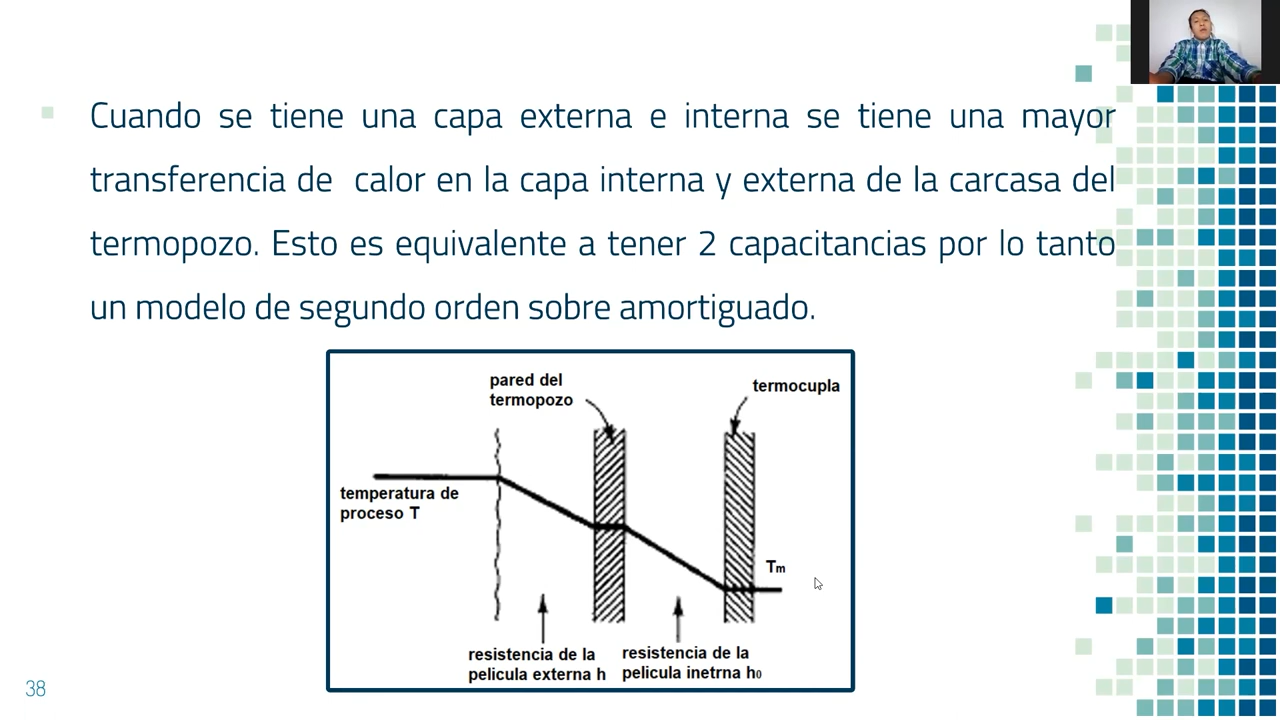 Cuando se tiene una capa externa e interna se tiene una mayor
transferencia de calor en la capa interna y externa de la carcasa del
termopozo. Esto es equivalente a tener 2 capacitancias por lo tanto
un modelo de segundo orden sobre amortiguado.
pared del
termopozo
termocupla
temperatura de
proceso T
Tm
resistencia de la
pelicula externa h
resistencia de la
pelicula inetrna h0
38